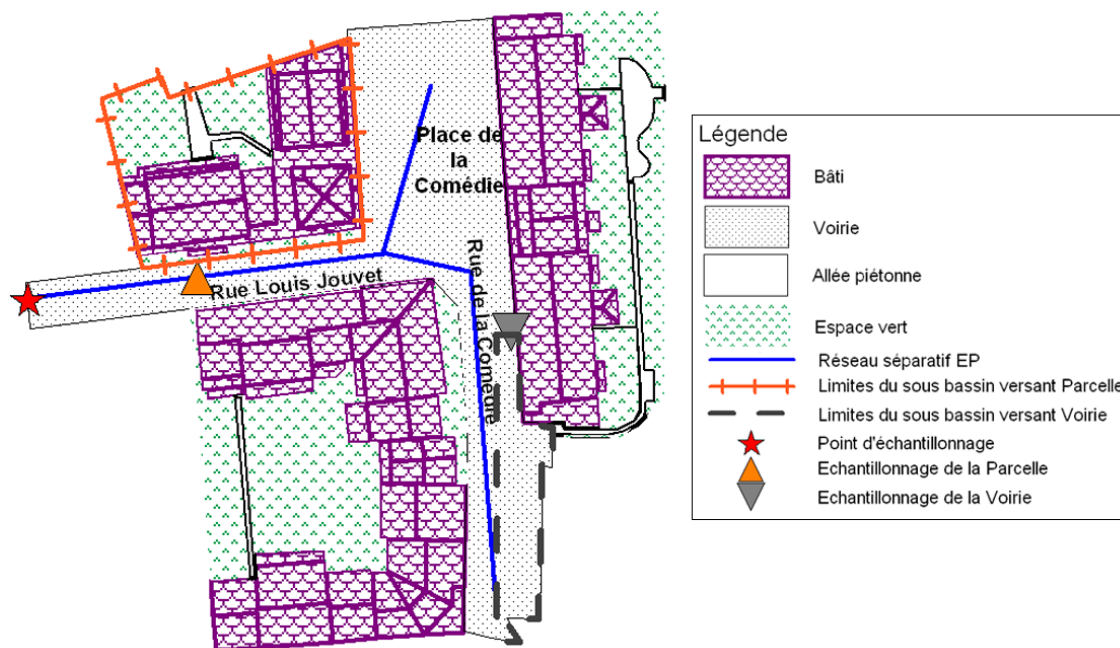 Place de
la
Comédie
Rue Louis Jouvet
Rue de la Comédie
Légende
Bâti
Voirie
Allée piétonne
Espace vert
Réseau séparatif EP
Limites du sous bassin versant Parcelle
Limites du sous bassin versant Voirie
Point d'échantillonnage
Echantillonnage de la Parcelle
Echantillonnage de la Voirie